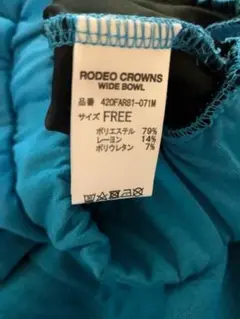 RODEO CROWNS
WIDE BOWL
品番 420FAR81-071M
サイズ FREE
ポリエステル 79%
レーヨン 14%
ポリウレタン 7%